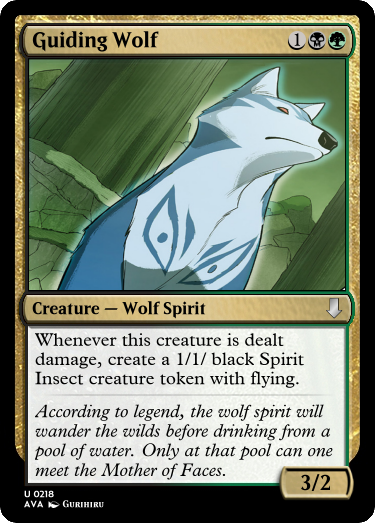 Guiding Wolf 1
Creature — Wolf Spirit
Whenever this creature is dealt
damage, create a 1/1/ black Spirit
Insect creature token with flying.
According to legend, the wolf spirit will
wander the wilds before drinking from a
pool of water. Only at that pool can one
meet the Mother of Faces.
3/2
U 0218
AVA Gurihiru